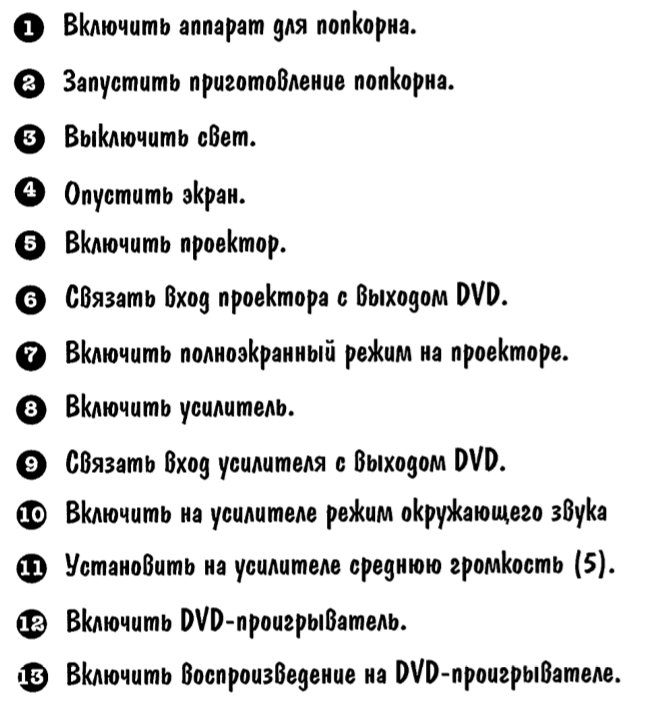 1 Включить аппарат для попкорна.
2 Запустить приготовление попкорна.
3 Выключить свет.
4 Опустить экран.
5 Включить проектор.
6 Связать вход проектора с выходом DVD.
7 Включить полноэкранный режим на проекторе.
8 Включить усилитель.
9 Связать вход усилителя с выходом DVD.
10 Включить на усилителе режим окружающего звука
11 Установить на усилителе среднюю громкость (5).
12 Включить DVD-проигрыватель.
13 Включить воспроизведение на DVD-проигрывателе.